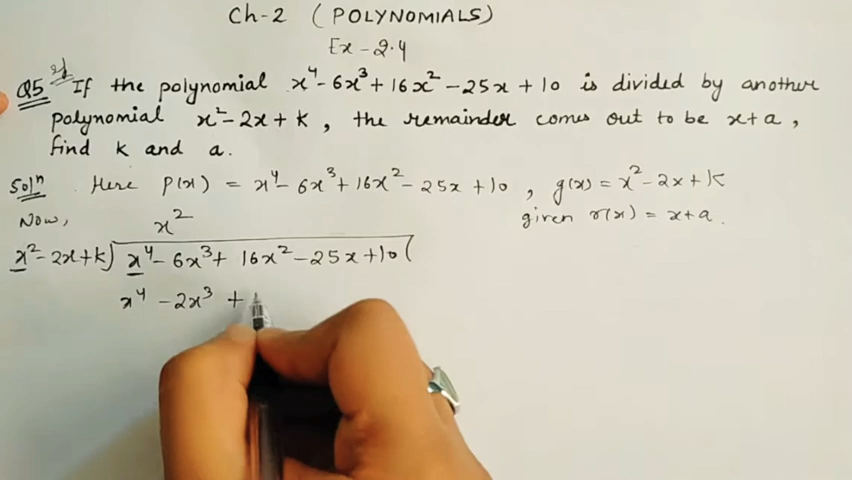 Ch-2 (POLYNOMIALS)
Ex-2.4
Q5 If the polynomial x⁴-6x³+16x²-25x+10 is divided by another
polynomial x²-2x+k, the remainder comes out to be x+a,
find k and a.
Solⁿ Here P(x) = x⁴-6x³+16x²-25x+10, g(x)=x²-2x+k
Now, given r(x)=x+a.
x²
x²-2x+k) x⁴-6x³+16x²-25x+10(
x⁴-2x³+